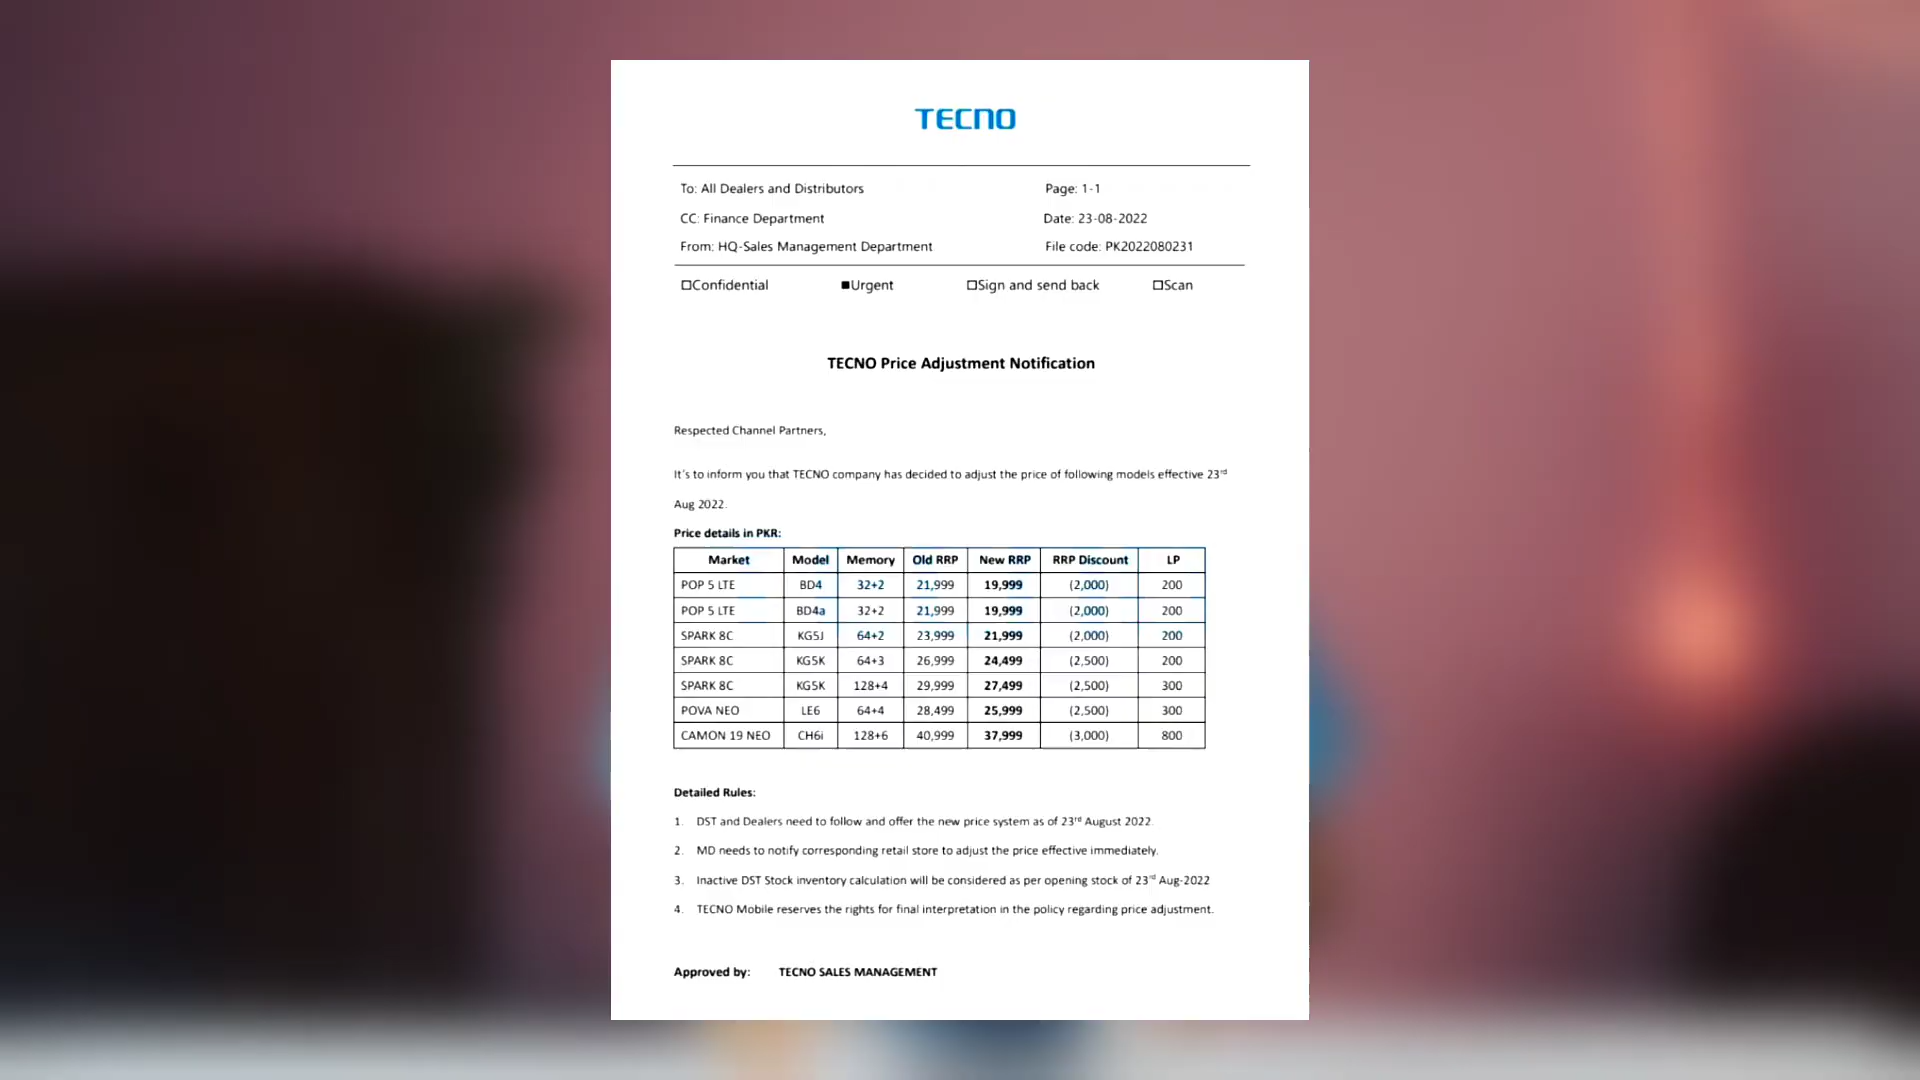 TECNO
To: All Dealers and Distributors Page: 1-1
CC: Finance Department Date: 23-08-2022
From: HQ-Sales Management Department File code: PK2022080231
☐Confidential ■Urgent ☐Sign and send back ☐Scan
TECNO Price Adjustment Notification
Respected Channel Partners,
It's to inform you that TECNO company has decided to adjust the price of following models effective 23rd
Aug 2022.
Price details in PKR:
Market Model Memory Old RRP New RRP RRP Discount LP
POP 5 LTE BD4 32+2 21,999 19,999 (2,000) 200
POP 5 LTE BD4a 32+2 21,999 19,999 (2,000) 200
SPARK 8C KG5J 64+2 23,999 21,999 (2,000) 200
SPARK 8C KG5K 64+3 26,999 24,499 (2,500) 200
SPARK 8C KG5K 128+4 29,999 27,499 (2,500) 300
POVA NEO LE6 64+4 28,499 25,999 (2,500) 300
CAMON 19 NEO CH6i 128+6 40,999 37,999 (3,000) 800
Detailed Rules:
1. DST and Dealers need to follow and offer the new price system as of 23rd August 2022.
2. MD needs to notify corresponding retail store to adjust the price effective immediately.
3. Inactive DST Stock inventory calculation will be considered as per opening stock of 23rd Aug-2022
4. TECNO Mobile reserves the rights for final interpretation in the policy regarding price adjustment.
Approved by: TECNO SALES MANAGEMENT